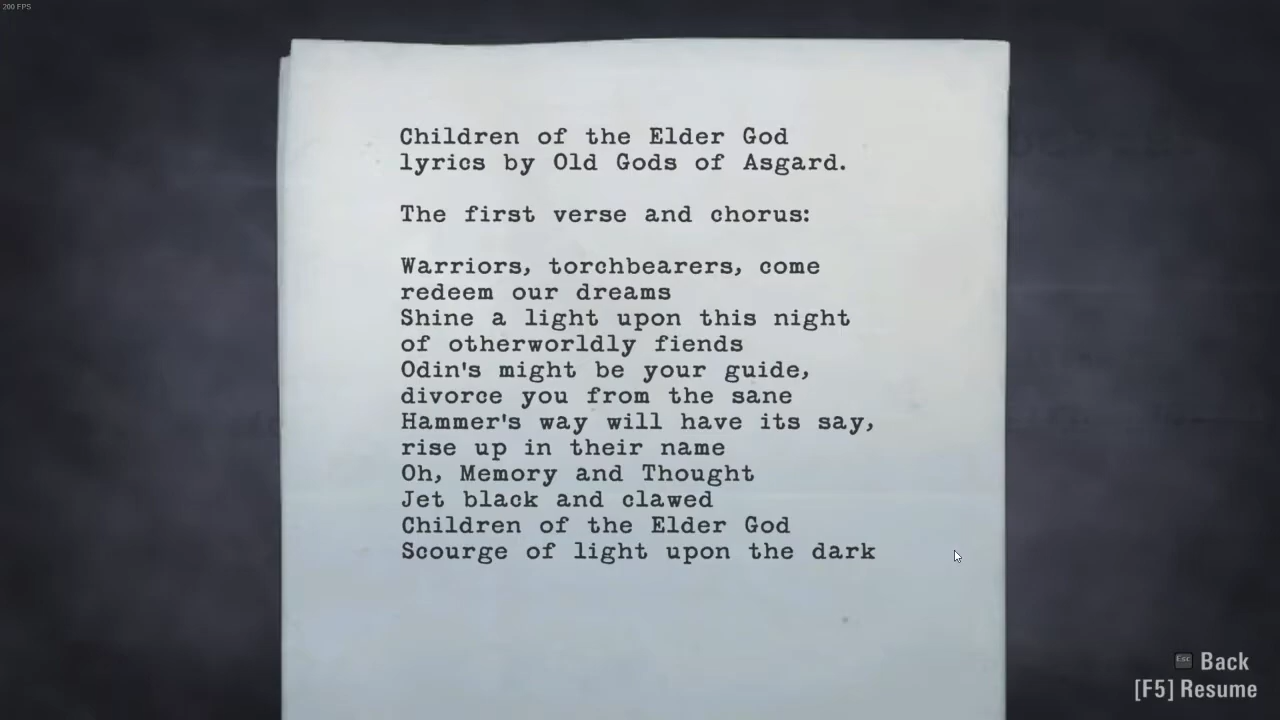 200 FPS
Children of the Elder God
lyrics by Old Gods of Asgard.
The first verse and chorus:
Warriors, torchbearers, come
redeem our dreams
Shine a light upon this night
of otherworldly fiends
Odin's might be your guide,
divorce you from the sane
Hammer's way will have its say,
rise up in their name
Oh, Memory and Thought
Jet black and clawed
Children of the Elder God
Scourge of light upon the dark
Esc Back
[F5] Resume